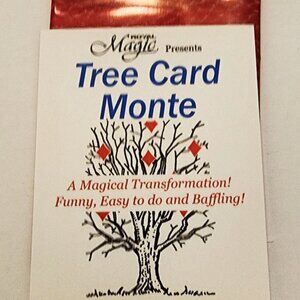 Magic Presents
Tree Card
Monte
A Magical Transformation!
Funny, Easy to do and Baffling!